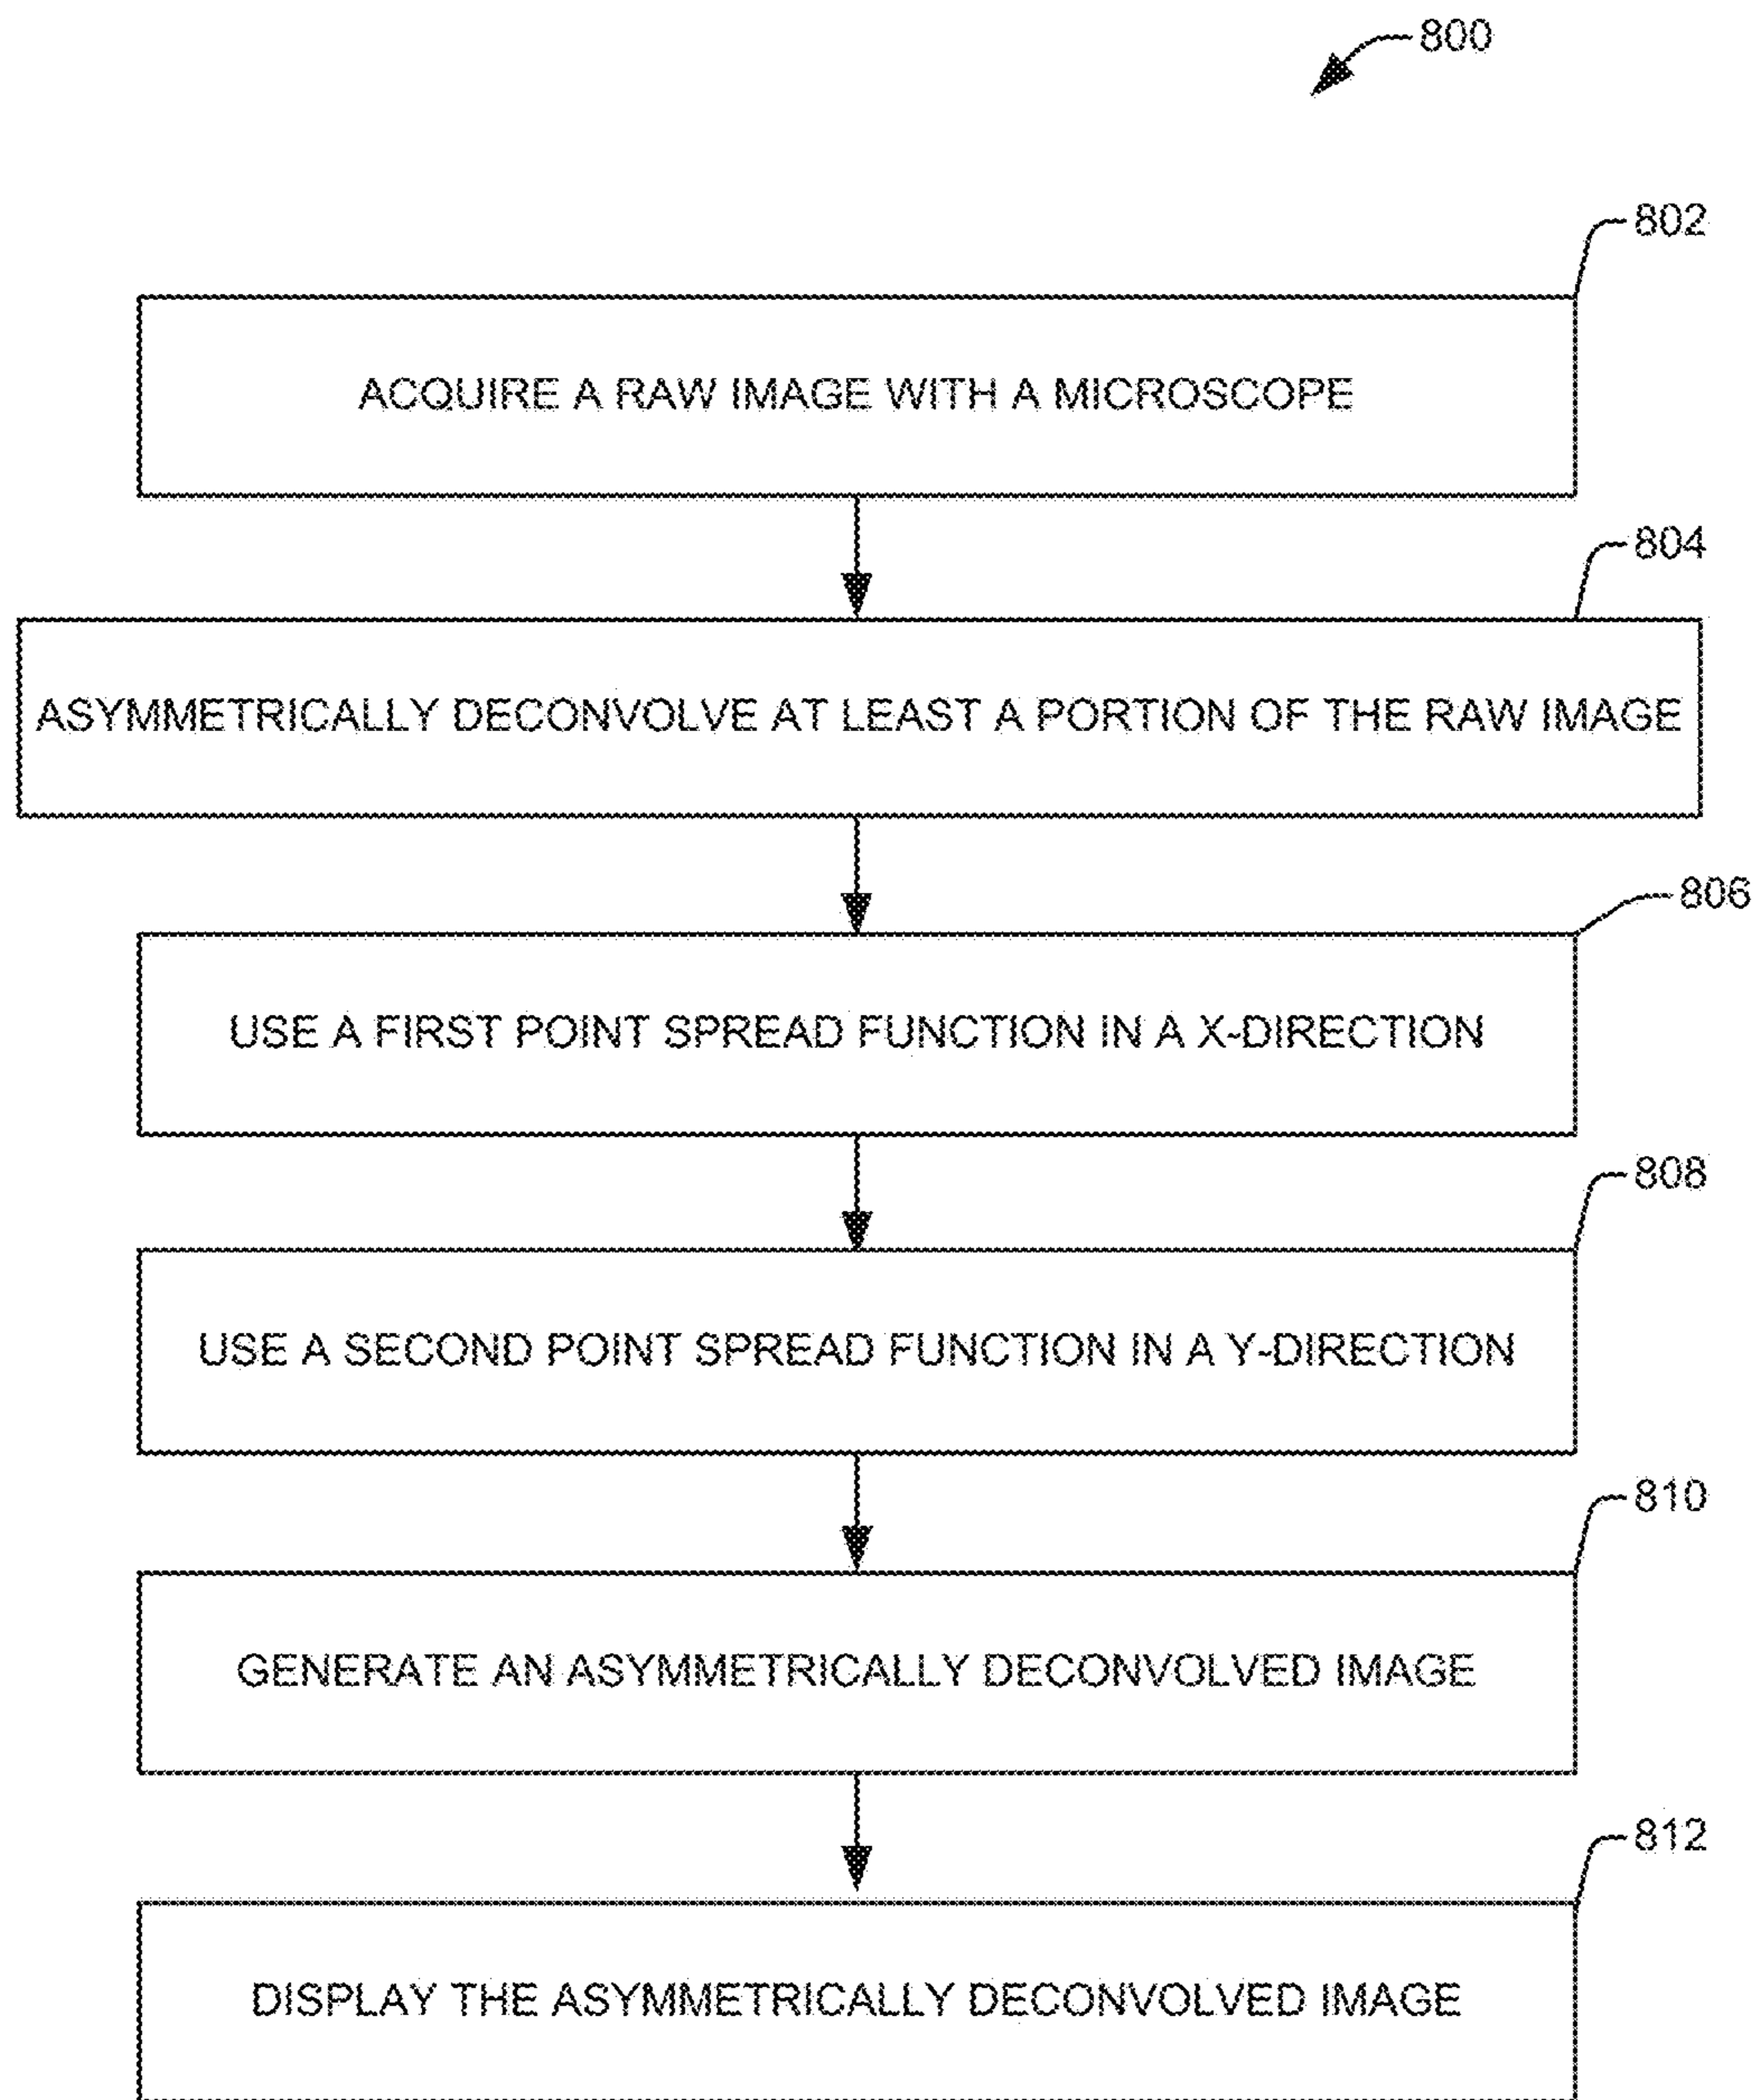 800
802
ACQUIRE A RAW IMAGE WITH A MICROSCOPE
804
ASYMMETRICALLY DECONVOLVE AT LEAST A PORTION OF THE RAW IMAGE
806
USE A FIRST POINT SPREAD FUNCTION IN A X-DIRECTION
808
USE A SECOND POINT SPREAD FUNCTION IN A Y-DIRECTION
810
GENERATE AN ASYMMETRICALLY DECONVOLVED IMAGE
812
DISPLAY THE ASYMMETRICALLY DECONVOLVED IMAGE